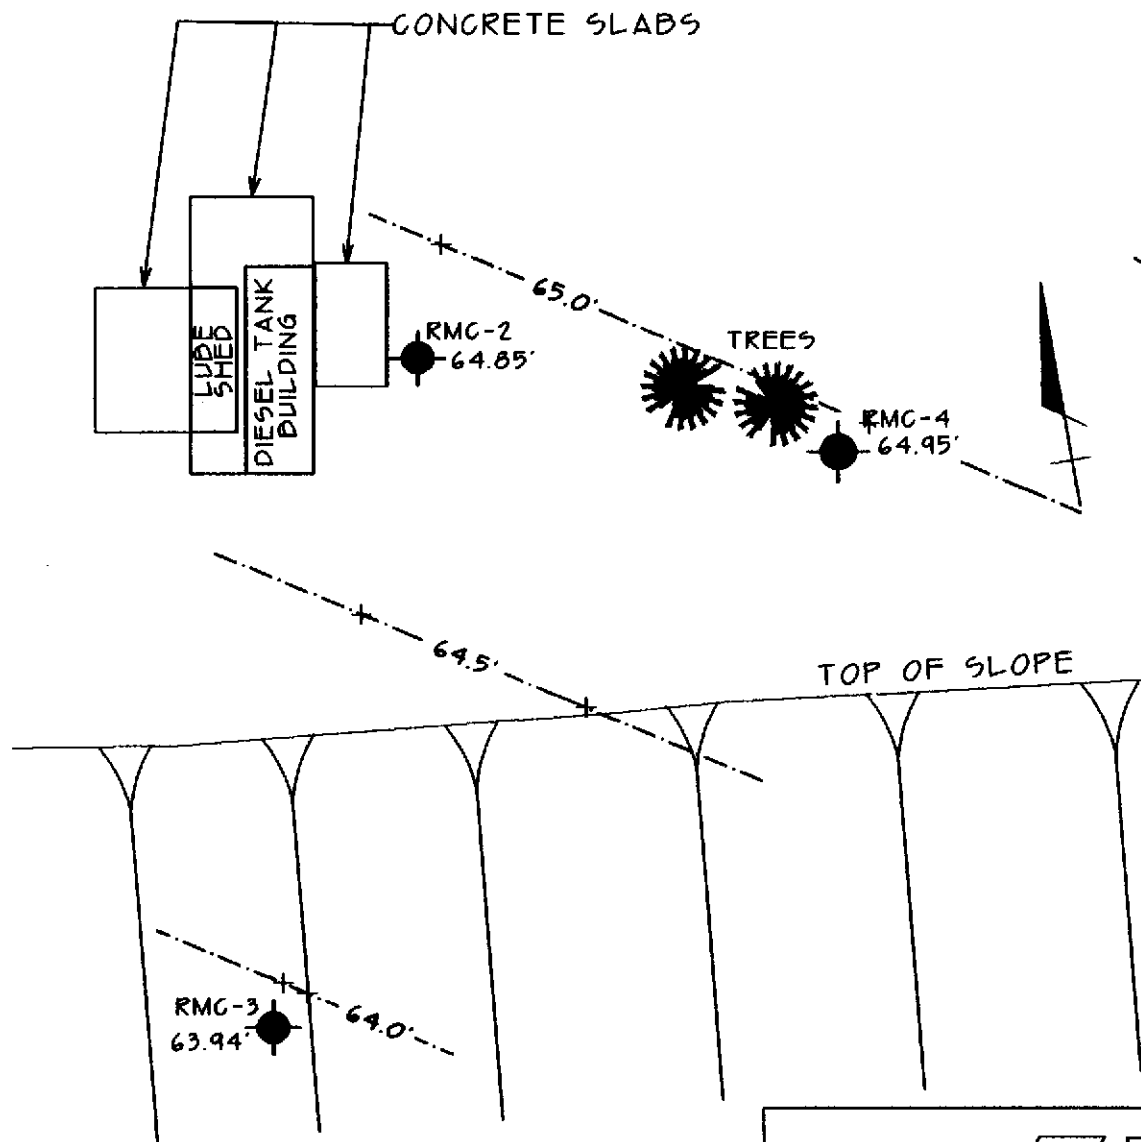 CONCRETE SLABS
65.0'
TREES
RMC-2
64.85'
LUBE
SHED
DIESEL TANK
BUILDING
RMC-4
64.95'
64.5'
TOP OF SLOPE
RMC-3
63.94'
64.0'